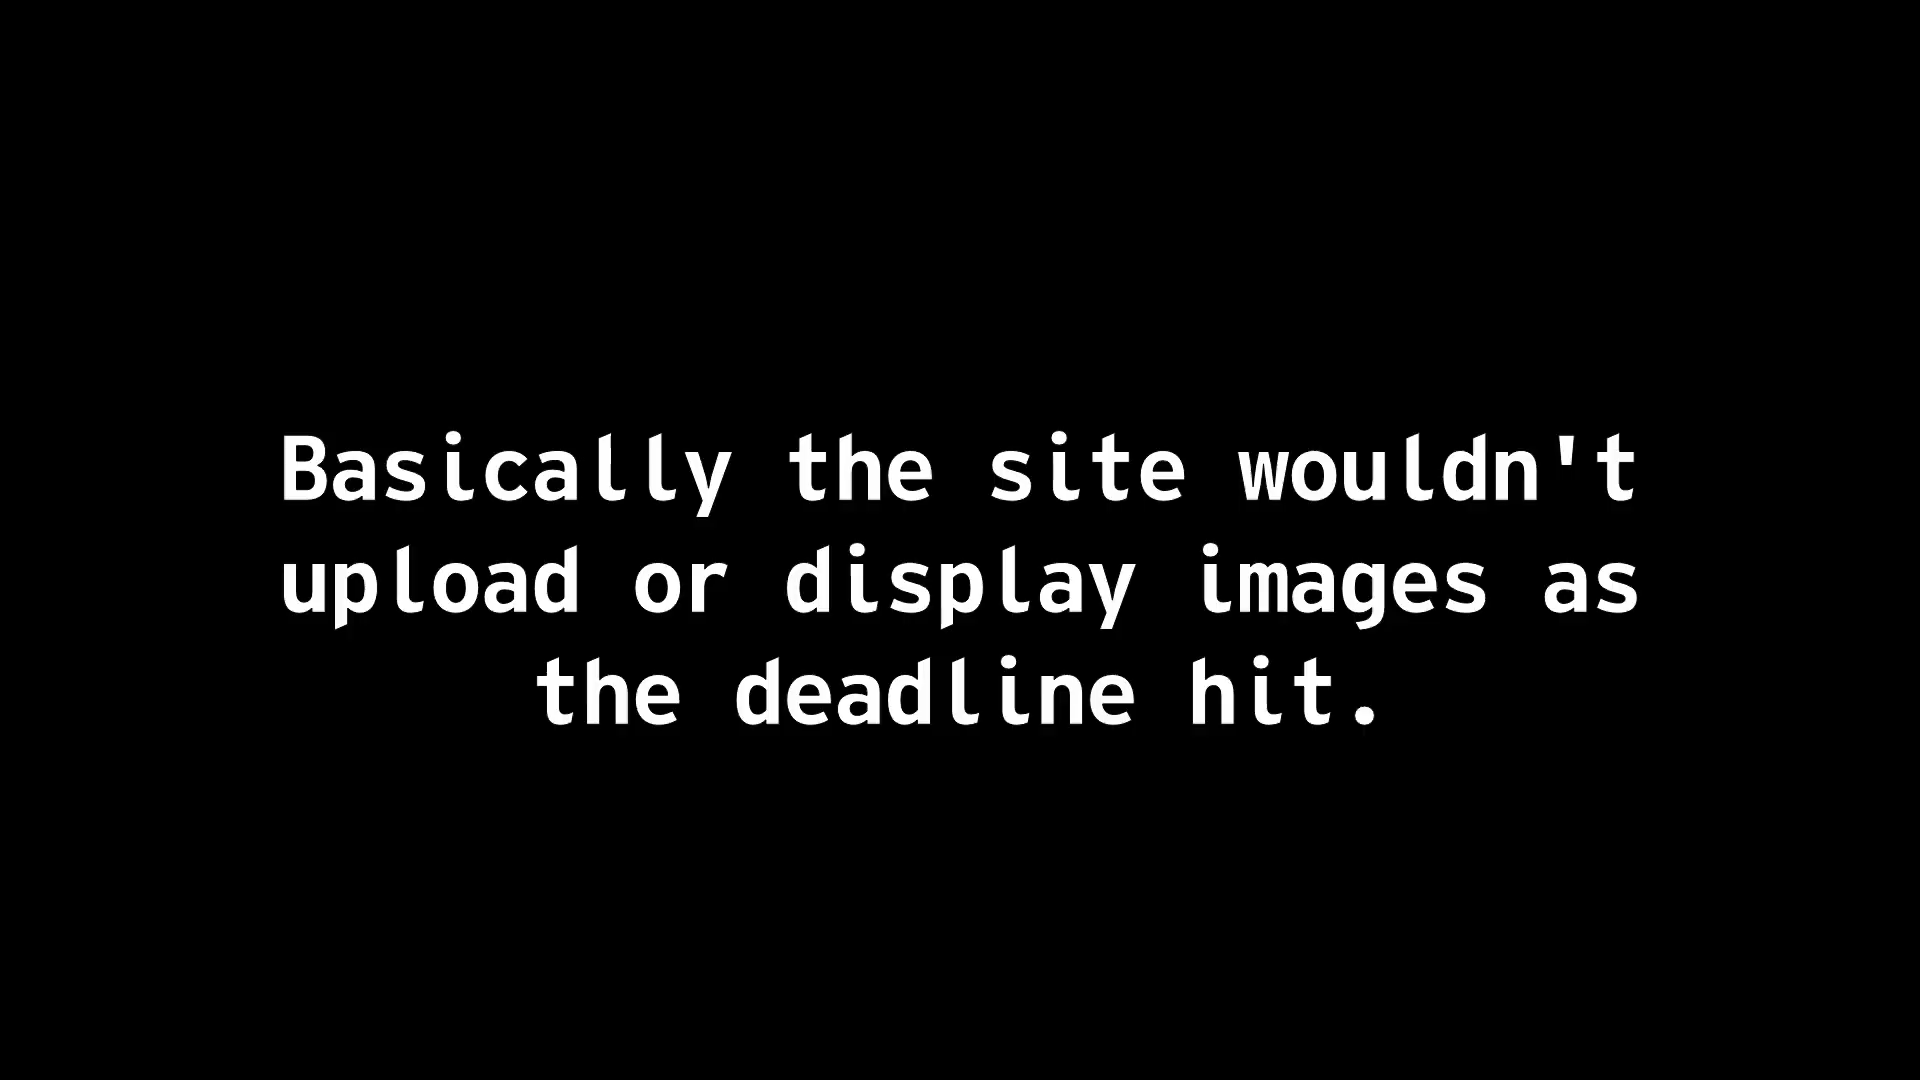 Basically the site wouldn't
upload or display images as
the deadline hit.